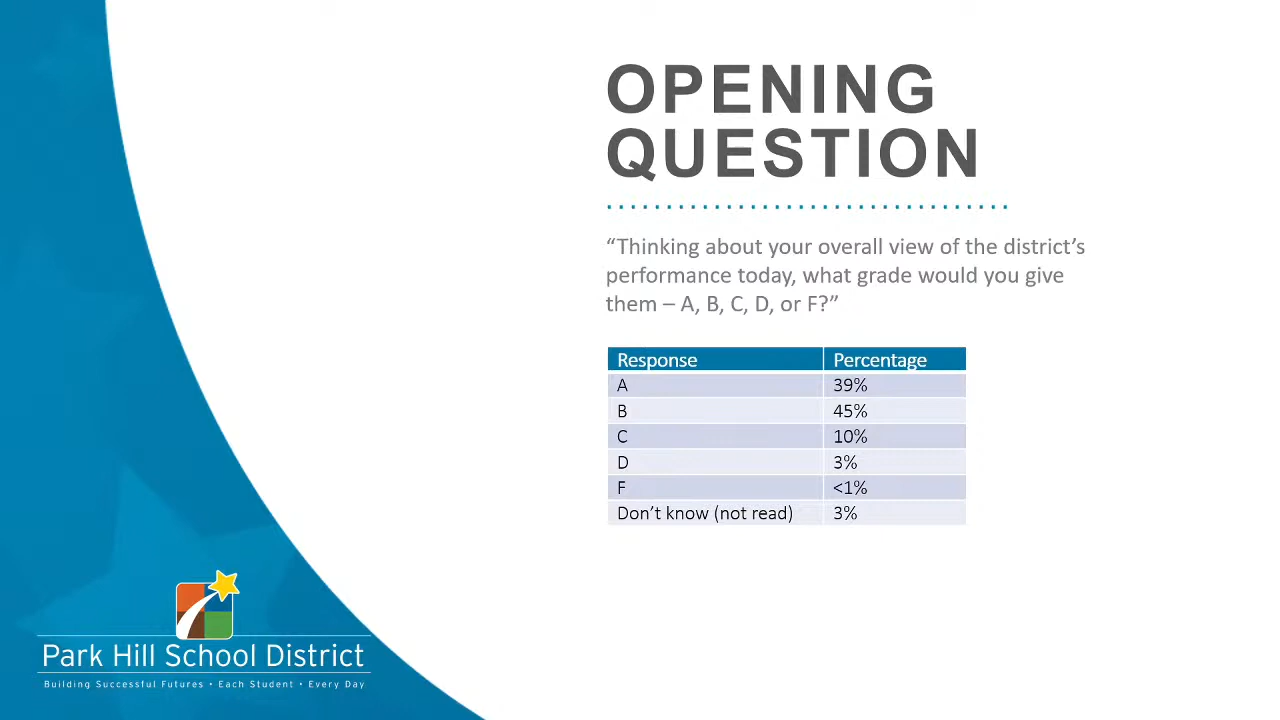 OPENING
QUESTION
“Thinking about your overall view of the district’s
performance today, what grade would you give
them – A, B, C, D, or F?”
Response Percentage
A 39%
B 45%
C 10%
D 3%
F <1%
Don’t know (not read) 3%
Park Hill School District
Building Successful Futures • Each Student • Every Day